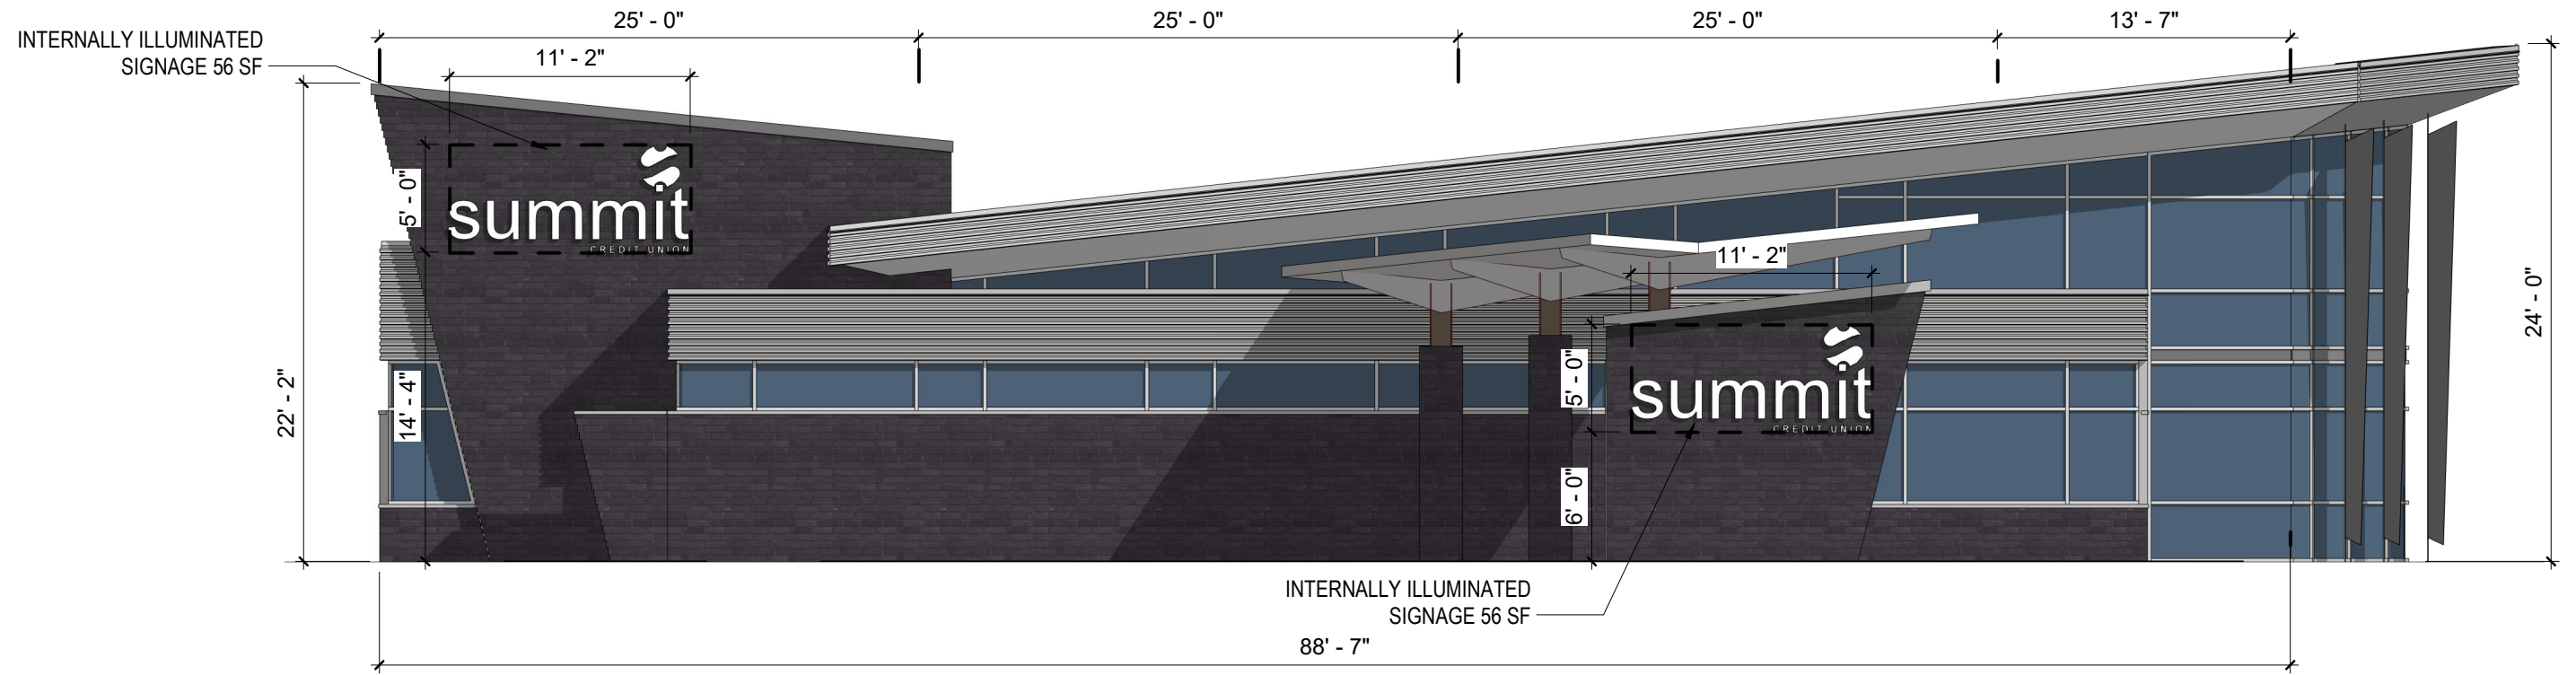 25' - 0"
25' - 0"
25' - 0"
13' - 7"
INTERNALLY ILLUMINATED
SIGNAGE 56 SF
11' - 2"
5' - 0"
summit
CREDIT UNION
22' - 2"
14' - 4"
11' - 2"
5' - 0"
summit
CREDIT UNION
6' - 0"
24' - 0"
INTERNALLY ILLUMINATED
SIGNAGE 56 SF
88' - 7"